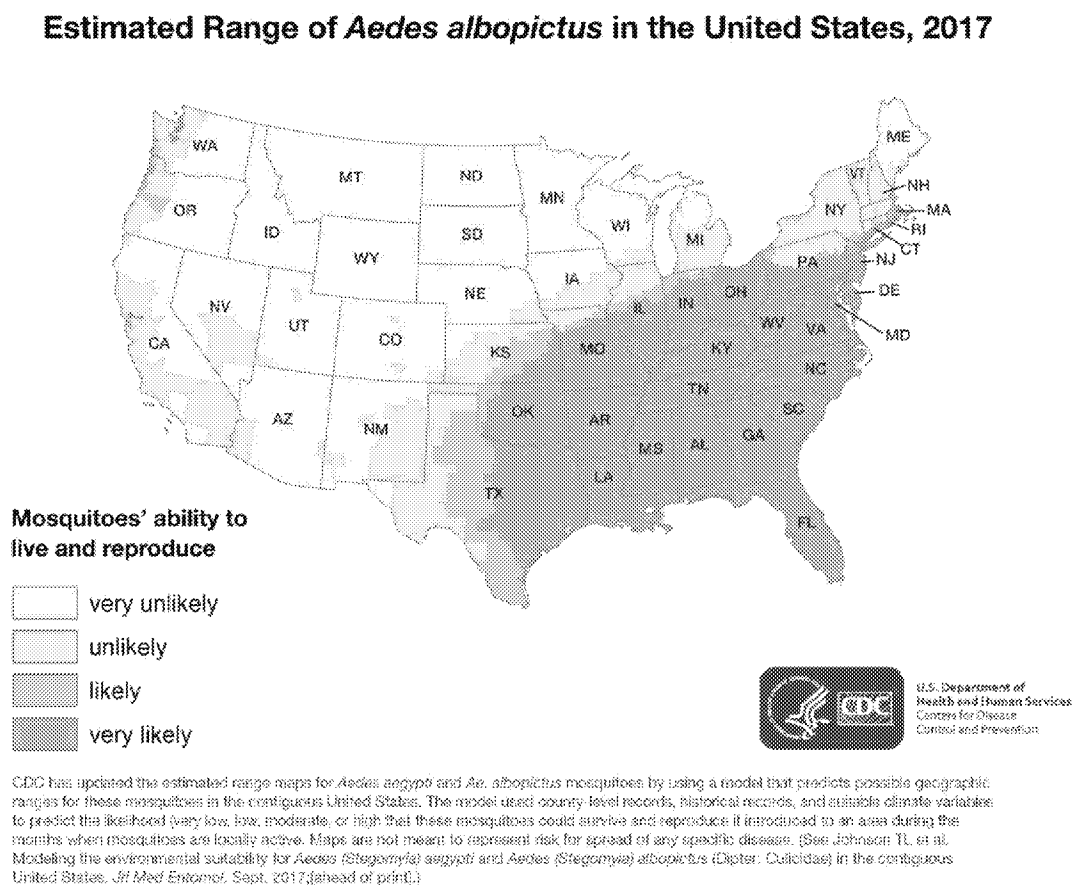 Estimated Range of Aedes albopictus in the United States, 2017
WA
ME
MT
ND
VT
MN
NH
OR
NY
MA
ID
SD
WI
MI
RI
WY
CT
PA
NJ
IA
NE
OH
DE
NV
IL
IN
UT
WV
VA
CO
MD
CA
KS
MO
KY
NC
TN
AZ
OK
AR
SC
NM
MS
AL
GA
LA
TX
FL
Mosquitoes' ability to
live and reproduce
very unlikely
unlikely
likely
very likely
CDC
U.S. Department of
Health and Human Services
Centers for Disease
Control and Prevention
CDC has updated the estimated range maps for Aedes aegypti and Ae. albopictus mosquitoes by using a model that predicts possible geographic
ranges for these mosquitoes in the contiguous United States. The model used county-level records, historical records, and suitable climate variables
to predict the likelihood (very low, low, moderate, or high that these mosquitoes could survive and reproduce if introduced to an area during the
months when mosquitoes are locally active. Maps are not meant to represent risk for spread of any specific disease. (See Johnson TL et al.
Modeling the environmental suitability for Aedes (Stegomyia) aegypti and Aedes (Stegomyia) albopictus (Dipter: Culicidae) in the contiguous
United States. Jrl Med Entomol. Sept. 2017;[ahead of print].)